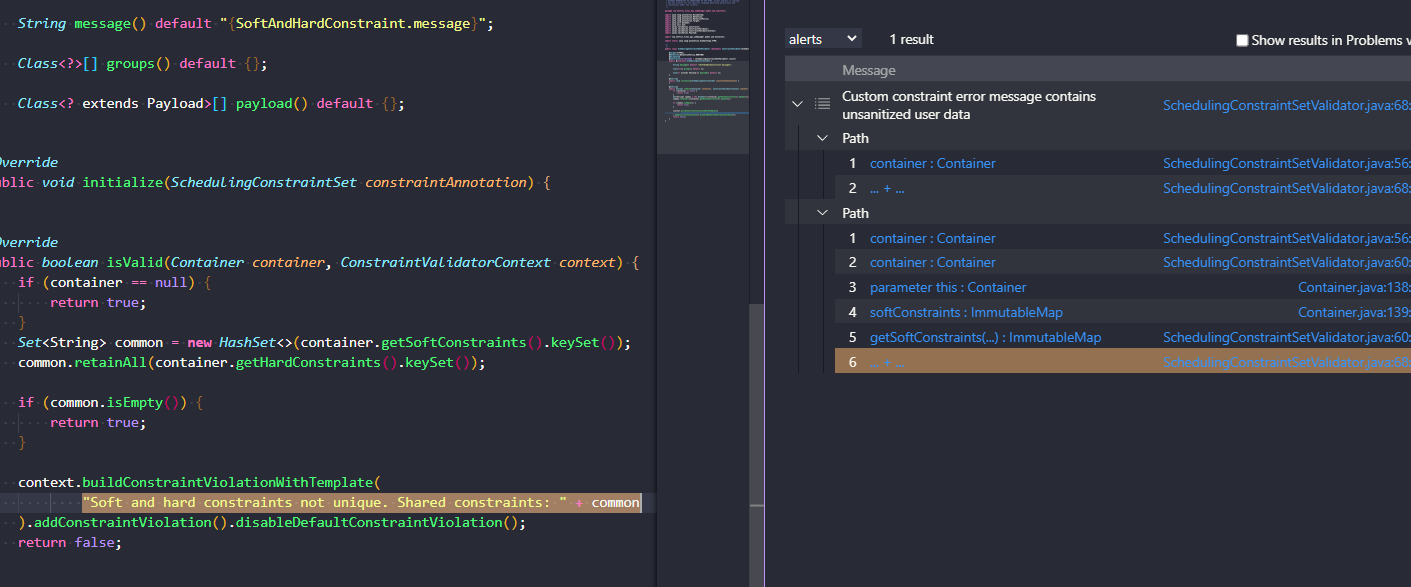 String message() default "{SoftAndHardConstraint.message}";
Class<?>[] groups() default {};
Class<? extends Payload>[] payload() default {};
Override
blic void initialize(SchedulingConstraintSet constraintAnnotation) {
Override
blic boolean isValid(Container container, ConstraintValidatorContext context) {
if (container == null) {
return true;
}
Set<String> common = new HashSet<>(container.getSoftConstraints().keySet());
common.retainAll(container.getHardConstraints().keySet());
if (common.isEmpty()) {
return true;
}
context.buildConstraintViolationWithTemplate(
"Soft and hard constraints not unique. Shared constraints: " + common
).addConstraintViolation().disableDefaultConstraintViolation();
return false;
alerts 1 result Show results in Problems v
Message
Custom constraint error message contains
unsanitized user data SchedulingConstraintSetValidator.java:68:
Path
1 container : Container SchedulingConstraintSetValidator.java:56:
2 ... + ... SchedulingConstraintSetValidator.java:68:
Path
1 container : Container SchedulingConstraintSetValidator.java:56:
2 container : Container SchedulingConstraintSetValidator.java:60:
3 parameter this : Container Container.java:138:
4 softConstraints : ImmutableMap Container.java:139:
5 getSoftConstraints(...) : ImmutableMap SchedulingConstraintSetValidator.java:60:
6 ... + ... SchedulingConstraintSetValidator.java:68: